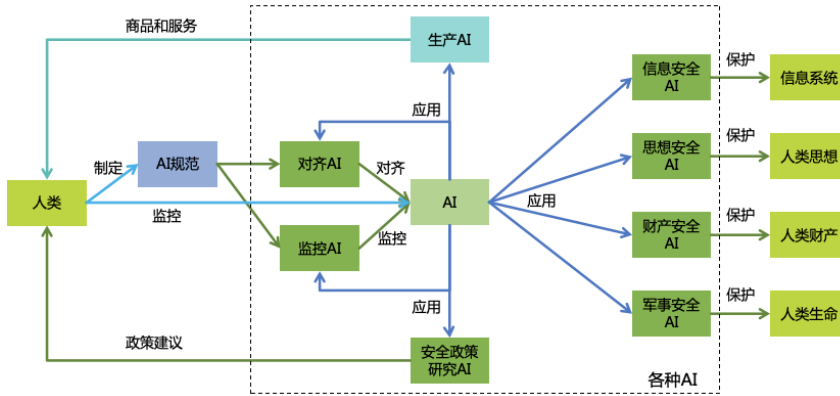 商品和服务
生产AI
信息安全
AI
保护
信息系统
应用
制定
AI规范
对齐AI
对齐
思想安全
AI
保护
人类思想
人类
监控
AI
应用
监控AI
监控
财产安全
AI
保护
人类财产
应用
军事安全
AI
保护
人类生命
政策建议
安全政策
研究AI
各种AI